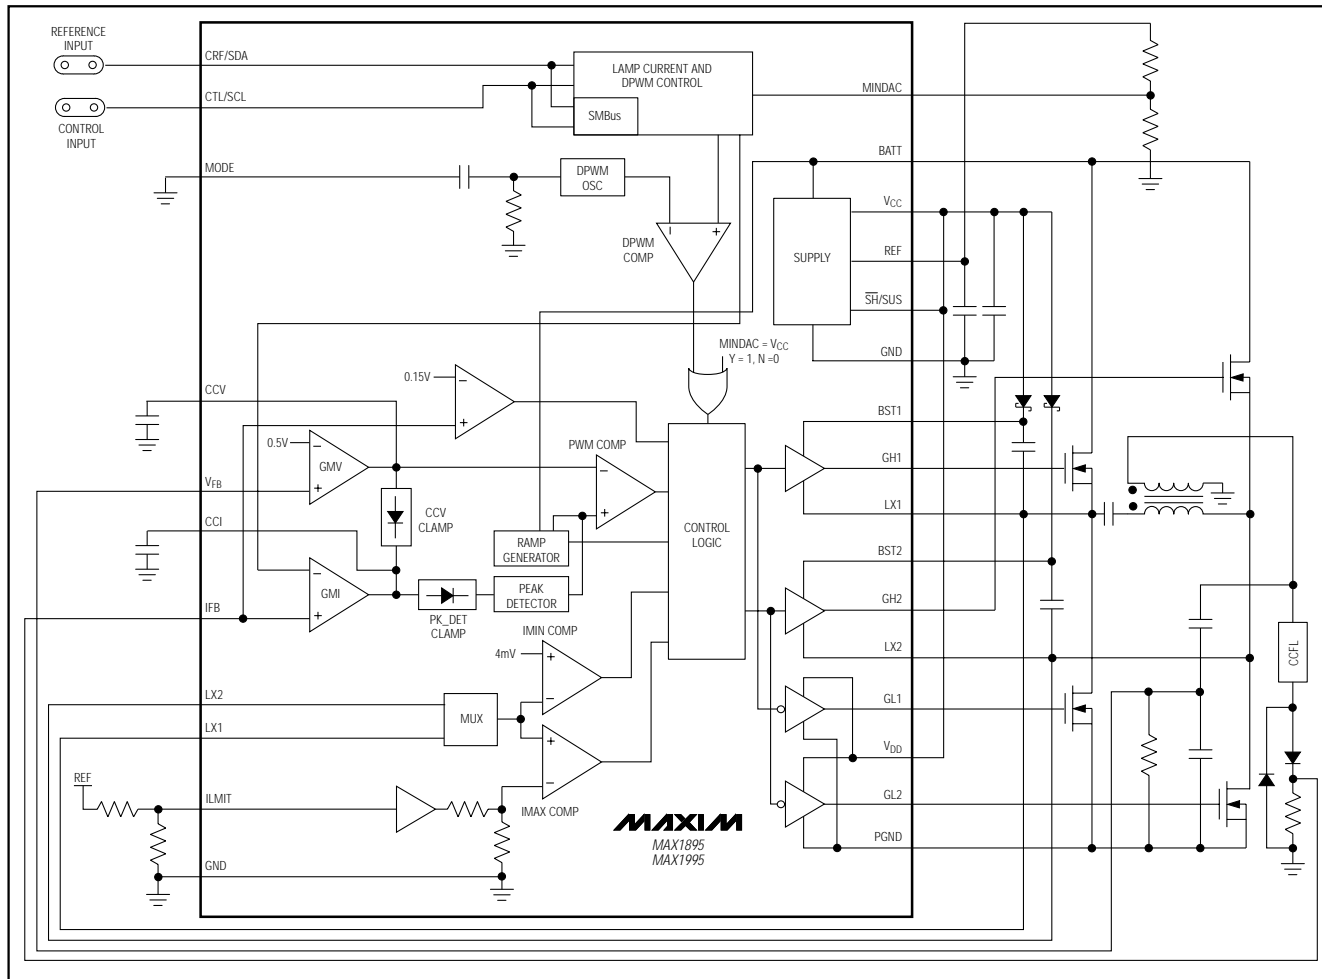 REFERENCE
INPUT
CRF/SDA
LAMP CURRENT AND
DPWM CONTROL
SMBus
MINDAC
CTL/SCL
CONTROL
INPUT
BATT
MODE
DPWM
OSC
VCC
DPWM
COMP
SUPPLY
REF
SH/SUS
MINDAC = VCC
Y = 1, N =0
GND
0.15V
CCV
BST1
0.5V
GMV
PWM COMP
GH1
VFB
CCV
CLAMP
LX1
CCI
RAMP
GENERATOR
CONTROL
LOGIC
BST2
GMI
PEAK
DETECTOR
GH2
IFB
PK_DET
CLAMP
IMIN COMP
4mV
LX2
CCFL
LX2
MUX
GL1
LX1
VDD
REF
ILMIT
IMAX COMP
GL2
MAXIM
MAX1895
MAX1995
PGND
GND